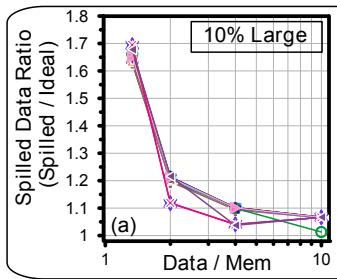 10% Large
Spilled Data Ratio
(Spilled / Ideal)
1.8
1.7
1.6
1.5
1.4
1.3
1.2
1.1
1
(a)
1
10
Data / Mem